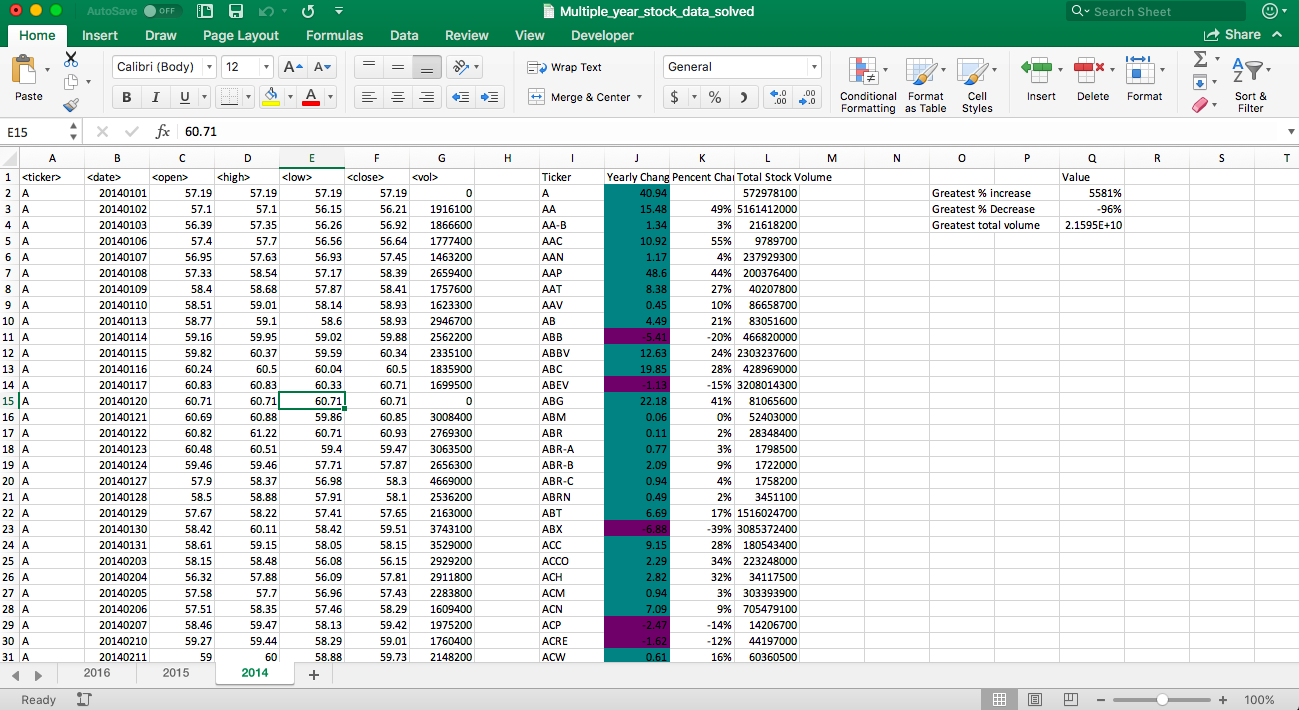 AutoSave OFF Multiple_year_stock_data_solved Search Sheet
Home Insert Draw Page Layout Formulas Data Review View Developer Share
Paste Calibri (Body) 12 A A Wrap Text General Conditional Formatting Format as Table Cell Styles Insert Delete Format Sort & Filter
B I U A Merge & Center $ % .0 .00 .00 .0
E15 fx 60.71
A B C D E F G H I J K L M N O P Q R S T
1 <ticker> <date> <open> <high> <low> <close> <vol> Ticker Yearly Chang Pencent Chan Total Stock Volume Value
2 A 20140101 57.19 57.19 57.19 57.19 0 A 40.94 572978100 Greatest % increase 5581%
3 A 20140102 57.1 57.1 56.15 56.21 1916100 AA 15.48 49% 5161412000 Greatest % Decrease -96%
4 A 20140103 56.39 57.35 56.26 56.92 1866600 AA-B 1.34 3% 21618200 Greatest total volume 2.1595E+10
5 A 20140106 57.4 57.7 56.56 56.64 1777400 AAC 10.92 55% 9789700
6 A 20140107 56.95 57.63 56.93 57.45 1463200 AAN 1.17 4% 237929300
7 A 20140108 57.33 58.54 57.17 58.39 2659400 AAP 48.6 44% 200376400
8 A 20140109 58.4 58.68 57.87 58.41 1757600 AAT 8.38 27% 40207800
9 A 20140110 58.51 59.01 58.14 58.93 1623300 AAV 0.45 10% 86658700
10 A 20140113 58.77 59.1 58.6 58.93 2946700 AB 4.49 21% 83051600
11 A 20140114 59.16 59.95 59.02 59.88 2562200 ABB -5.41 -20% 466820000
12 A 20140115 59.82 60.37 59.59 60.34 2335100 ABBV 12.63 24% 2303237600
13 A 20140116 60.24 60.5 60.04 60.5 1835900 ABC 19.85 28% 428969000
14 A 20140117 60.83 60.83 60.33 60.71 1699500 ABEV -1.13 -15% 3208014300
15 A 20140120 60.71 60.71 60.71 60.71 0 ABG 22.18 41% 81065600
16 A 20140121 60.69 60.88 59.86 60.85 3008400 ABM 0.06 0% 52403000
17 A 20140122 60.82 61.22 60.71 60.93 2769300 ABR 0.11 2% 28348400
18 A 20140123 60.48 60.51 59.4 59.47 3063500 ABR-A 0.77 3% 1798500
19 A 20140124 59.46 59.46 57.71 57.87 2656300 ABR-B 2.09 9% 1722000
20 A 20140127 57.9 58.37 56.98 58.3 4669000 ABR-C 0.94 4% 1758200
21 A 20140128 58.5 58.88 57.91 58.1 2536200 ABRN 0.49 2% 3451100
22 A 20140129 57.67 58.22 57.41 57.65 2163000 ABT 6.69 17% 1516024700
23 A 20140130 58.42 60.11 58.42 59.51 3743100 ABX -6.88 -39% 3085372400
24 A 20140131 58.61 59.15 58.05 58.15 3529000 ACC 9.15 28% 180543400
25 A 20140203 58.15 58.48 56.08 56.15 2929200 ACCO 2.29 34% 223248000
26 A 20140204 56.32 57.88 56.09 57.81 2911800 ACH 2.82 32% 34117500
27 A 20140205 57.58 57.7 56.96 57.43 2283800 ACM 0.94 3% 303393900
28 A 20140206 57.51 58.35 57.46 58.29 1609400 ACN 7.09 9% 705479100
29 A 20140207 58.46 59.47 58.13 59.42 1975200 ACP -2.47 -14% 14206700
30 A 20140210 59.27 59.44 58.29 59.01 1760400 ACRE -1.62 -12% 44197000
31 A 20140211 59 60 58.88 59.73 2148200 ACW 0.61 16% 60360500
2016 2015 2014 +
Ready 100%